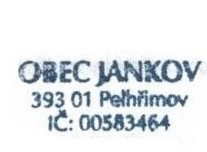 OBEC JANKOV
393 01 Pelhřimov
IČ: 00583464